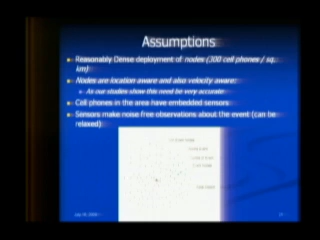 Assumptions
Reasonably Dense deployment of nodes (300 cell phones / sq. km)
Nodes are location aware and also velocity aware:
As our studies show this need be very accurate
Cell phones in the area have embedded sensors
Sensors make noise free observations about the event (can be relaxed)